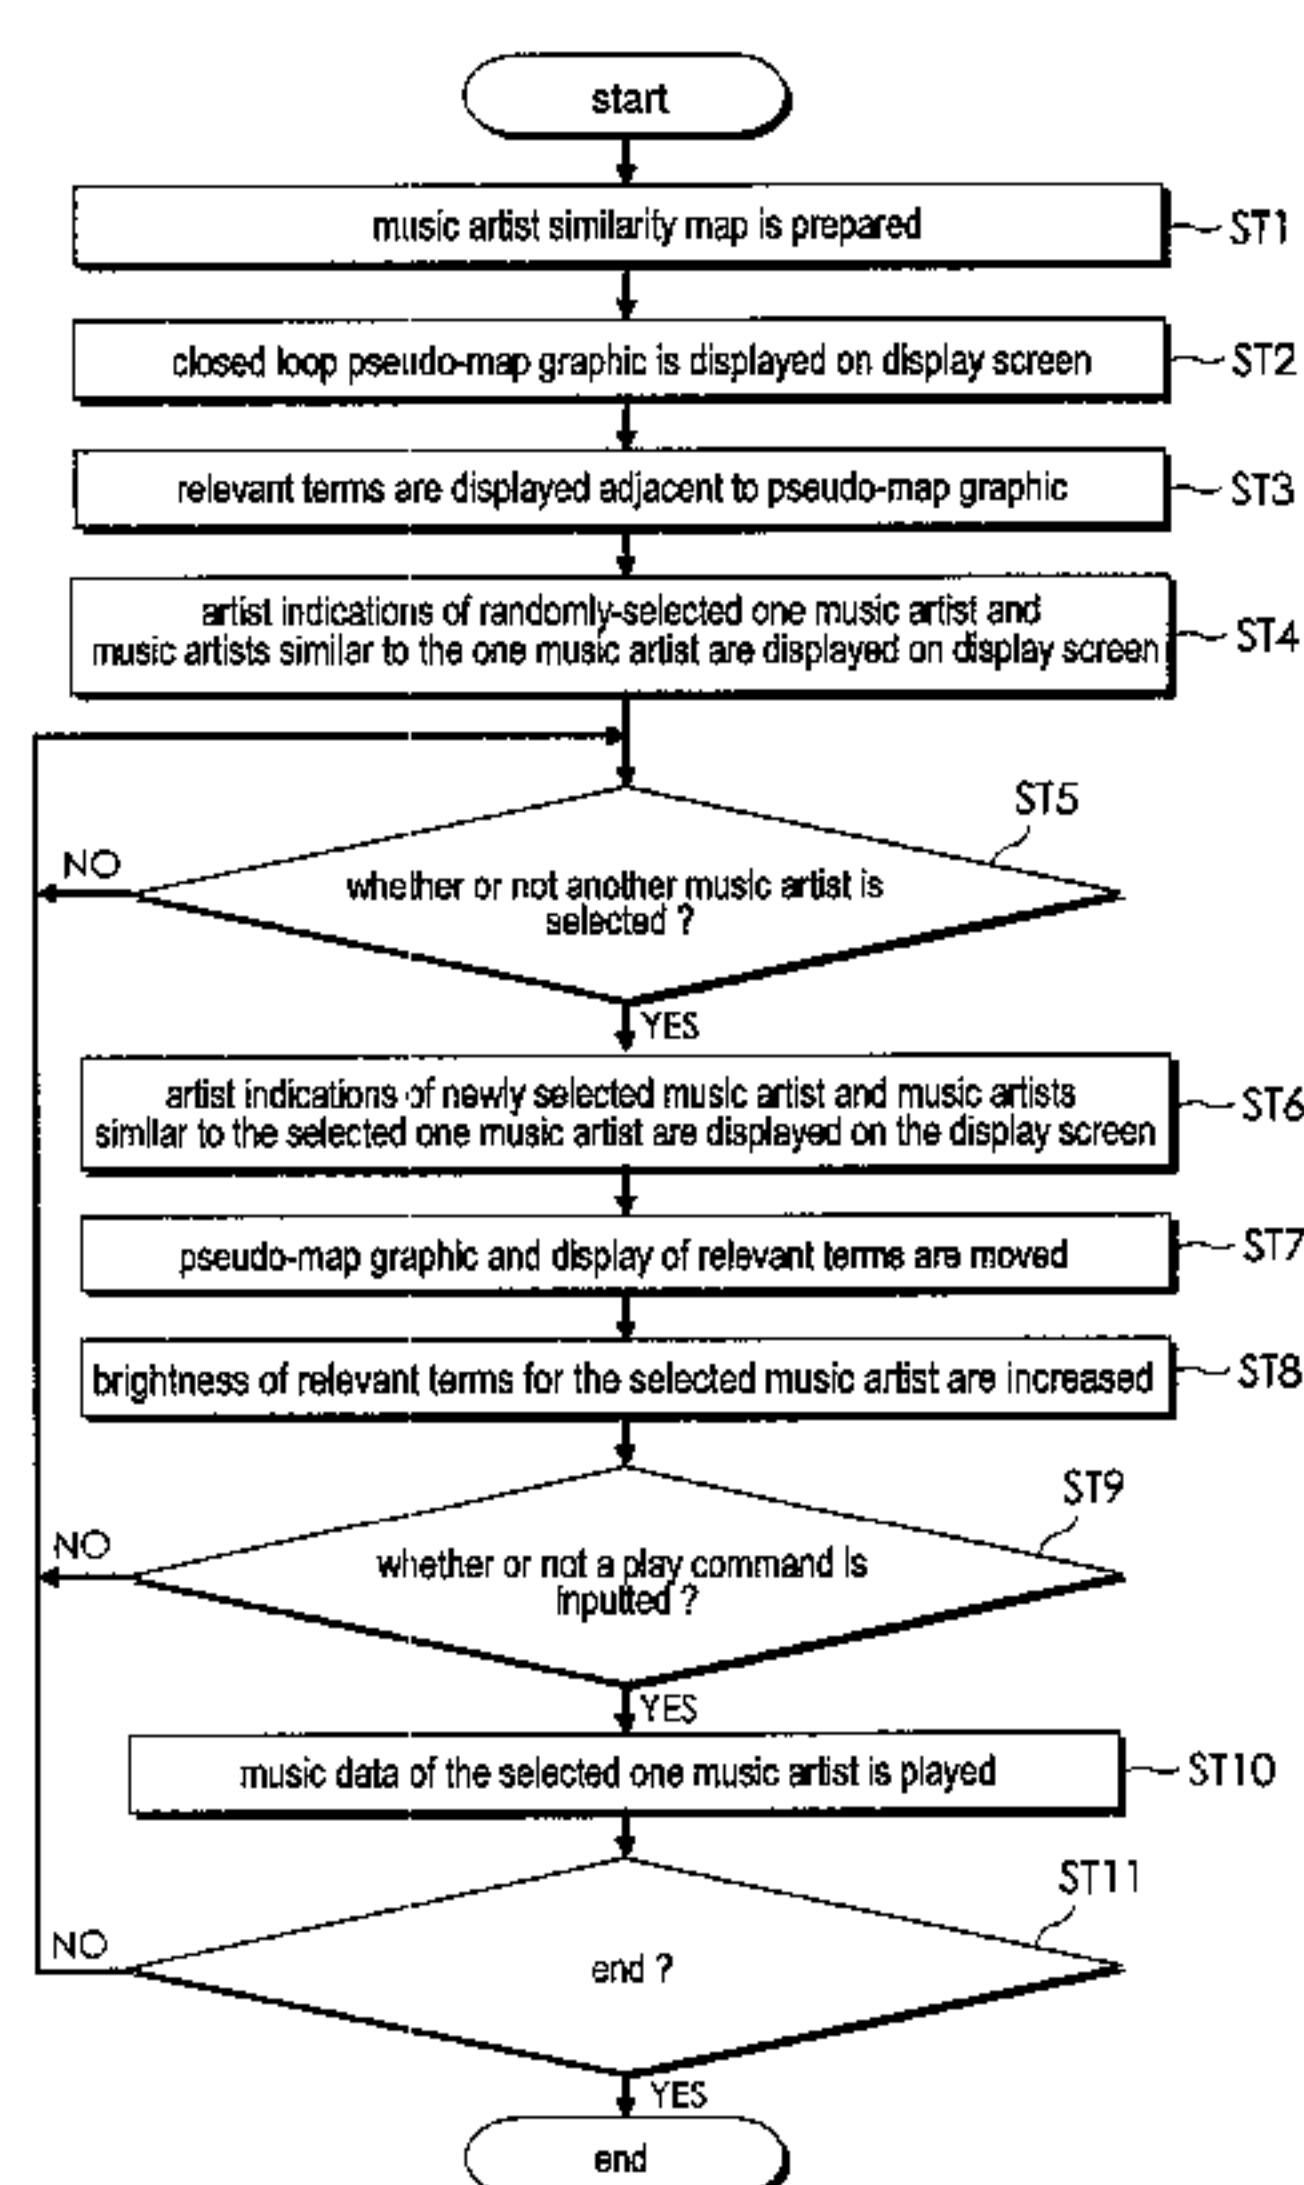 start
music artist similarity map is prepared
ST1
closed loop pseudo-map graphic is displayed on display screen
ST2
relevant terms are displayed adjacent to pseudo-map graphic
ST3
artist indications of randomly-selected one music artist and
music artists similar to the one music artist are displayed on display screen
ST4
ST5
NO
whether or not another music artist is
selected ?
YES
artist indications of newly selected music artist and music artists
similar to the selected one music artist are displayed on the display screen
ST6
pseudo-map graphic and display of relevant terms are moved
ST7
brightness of relevant terms for the selected music artist are increased
ST8
ST9
NO
whether or not a play command is
inputted ?
YES
music data of the selected one music artist is played
ST10
ST11
NO
end ?
YES
end